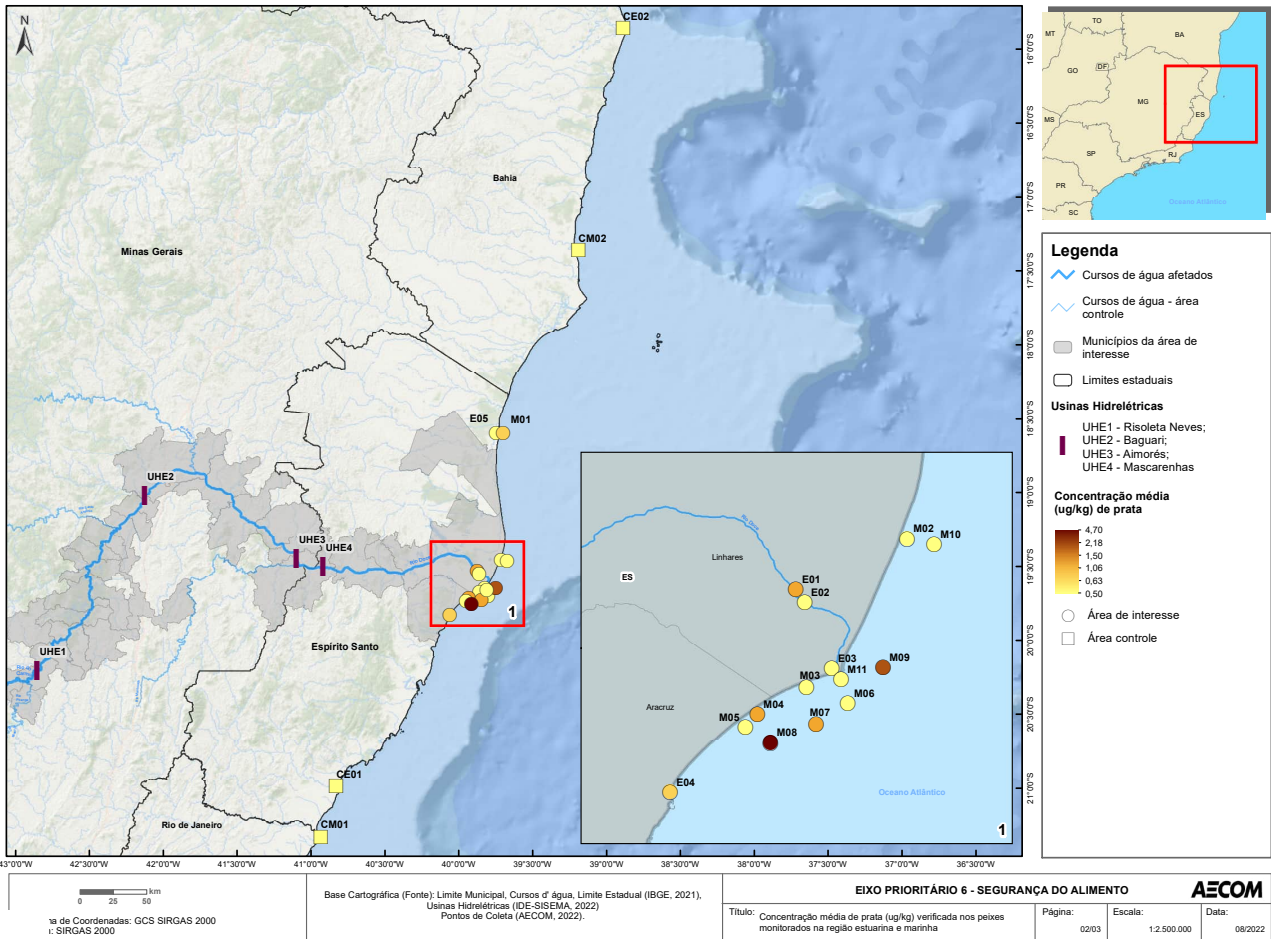 N
CE02
Bahia
CM02
Minas Gerais
E05
M01
UHE2
UHE3
UHE4
Rio Doce
UHE1
1
Espírito Santo
CE01
CM01
Rio de Janeiro
16°0'0"S
16°30'0"S
17°0'0"S
17°30'0"S
18°0'0"S
18°30'0"S
19°0'0"S
19°30'0"S
20°0'0"S
20°30'0"S
21°0'0"S
43°0'0"W
42°30'0"W
42°0'0"W
41°30'0"W
41°0'0"W
40°30'0"W
40°0'0"W
39°30'0"W
39°0'0"W
38°30'0"W
38°0'0"W
37°30'0"W
37°0'0"W
36°30'0"W
M02
M10
Rio Doce
Linhares
ES
E01
E02
E03
M11
M09
M03
M06
Aracruz
M04
M05
M07
M08
E04
Oceano Atlântico
1
TO
MT
BA
GO
DF
MG
MS
ES
SP
RJ
PR
SC
Oceano Atlântico
Legenda
Cursos de água afetados
Cursos de água - área
controle
Municípios da área de
interesse
Limites estaduais
Usinas Hidrelétricas
UHE1 - Risoleta Neves;
UHE2 - Baguari;
UHE3 - Aimorés;
UHE4 - Mascarenhas
Concentração média
(ug/kg) de prata
4,70
2,18
1,50
1,06
0,63
0,50
Área de interesse
Área controle
km
0 25 50
na de Coordenadas: GCS SIRGAS 2000
: SIRGAS 2000
Base Cartográfica (Fonte): Limite Municipal, Cursos d' água, Limite Estadual (IBGE, 2021),
Usinas Hidrelétricas (IDE-SISEMA, 2022)
Pontos de Coleta (AECOM, 2022).
EIXO PRIORITÁRIO 6 - SEGURANÇA DO ALIMENTO
AECOM
Título: Concentração média de prata (ug/kg) verificada nos peixes
monitorados na região estuarina e marinha
Página:
02/03
Escala:
1:2.500.000
Data:
08/2022